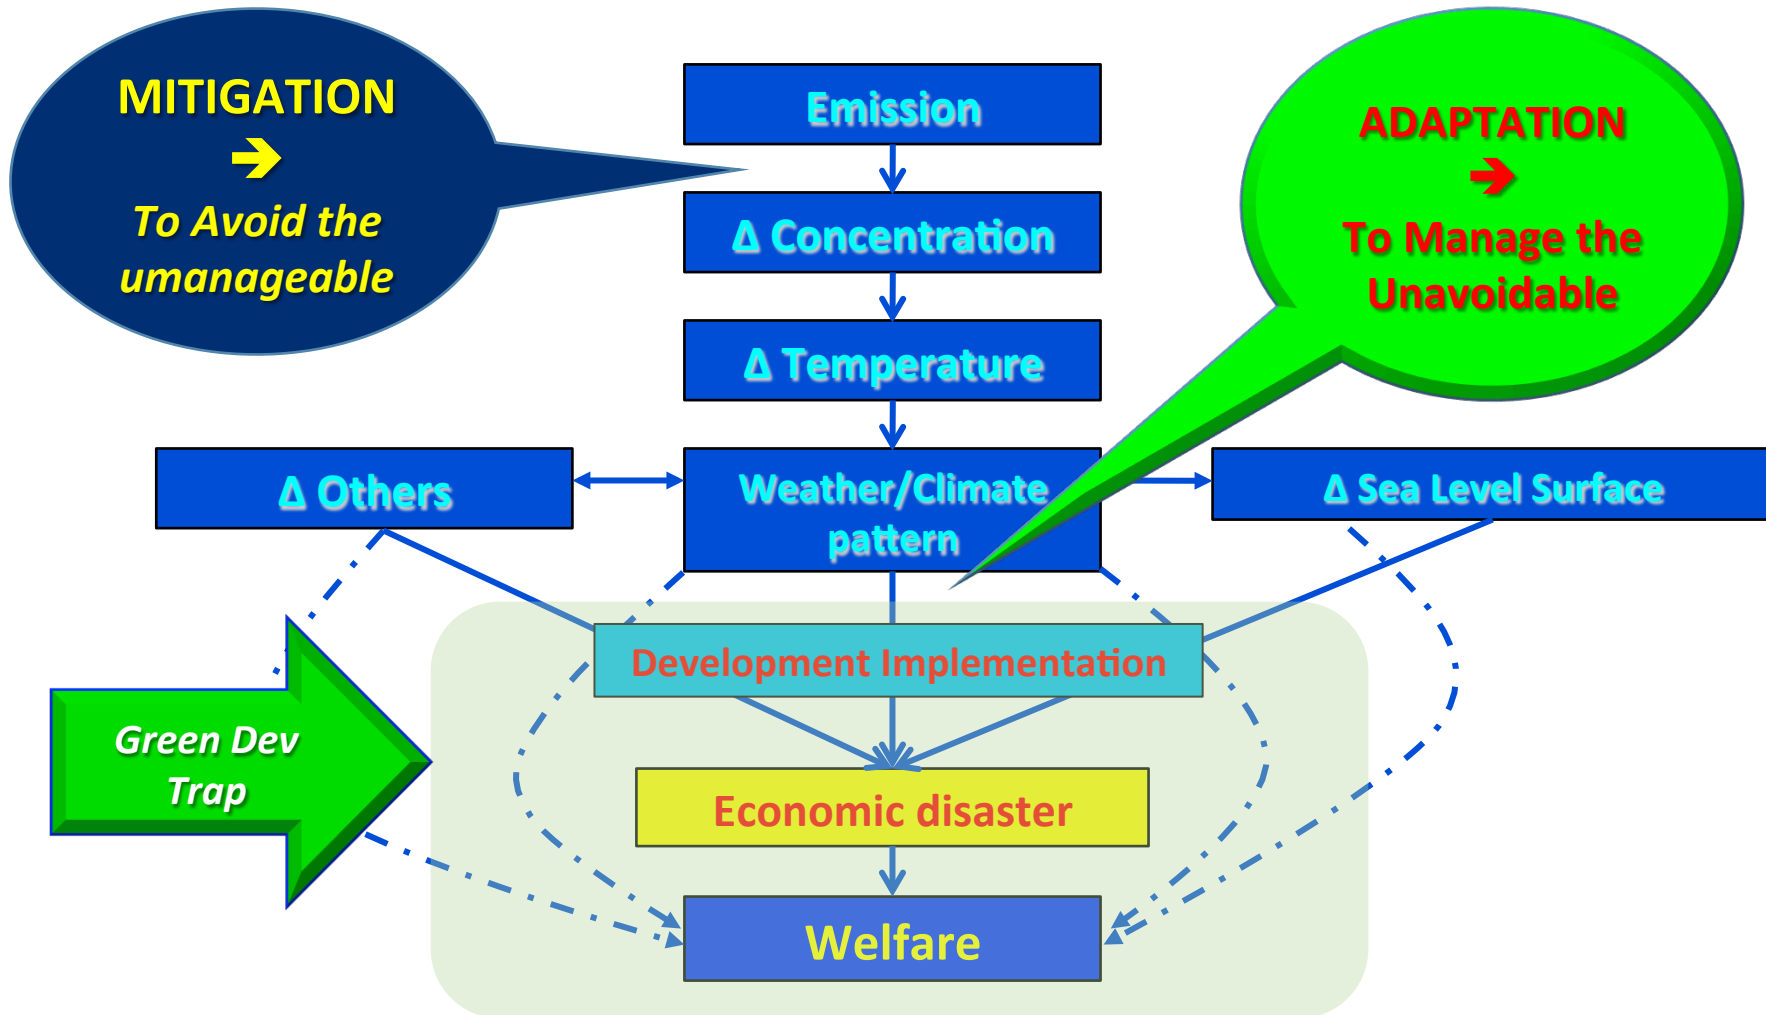 MITIGATION
➔
To Avoid the
umanageable
Emission
ADAPTATION
➔
To Manage the
Unavoidable
Δ Concentration
Δ Temperature
Δ Others
Weather/Climate
pattern
Δ Sea Level Surface
Development Implementation
Green Dev
Trap
Economic disaster
Welfare